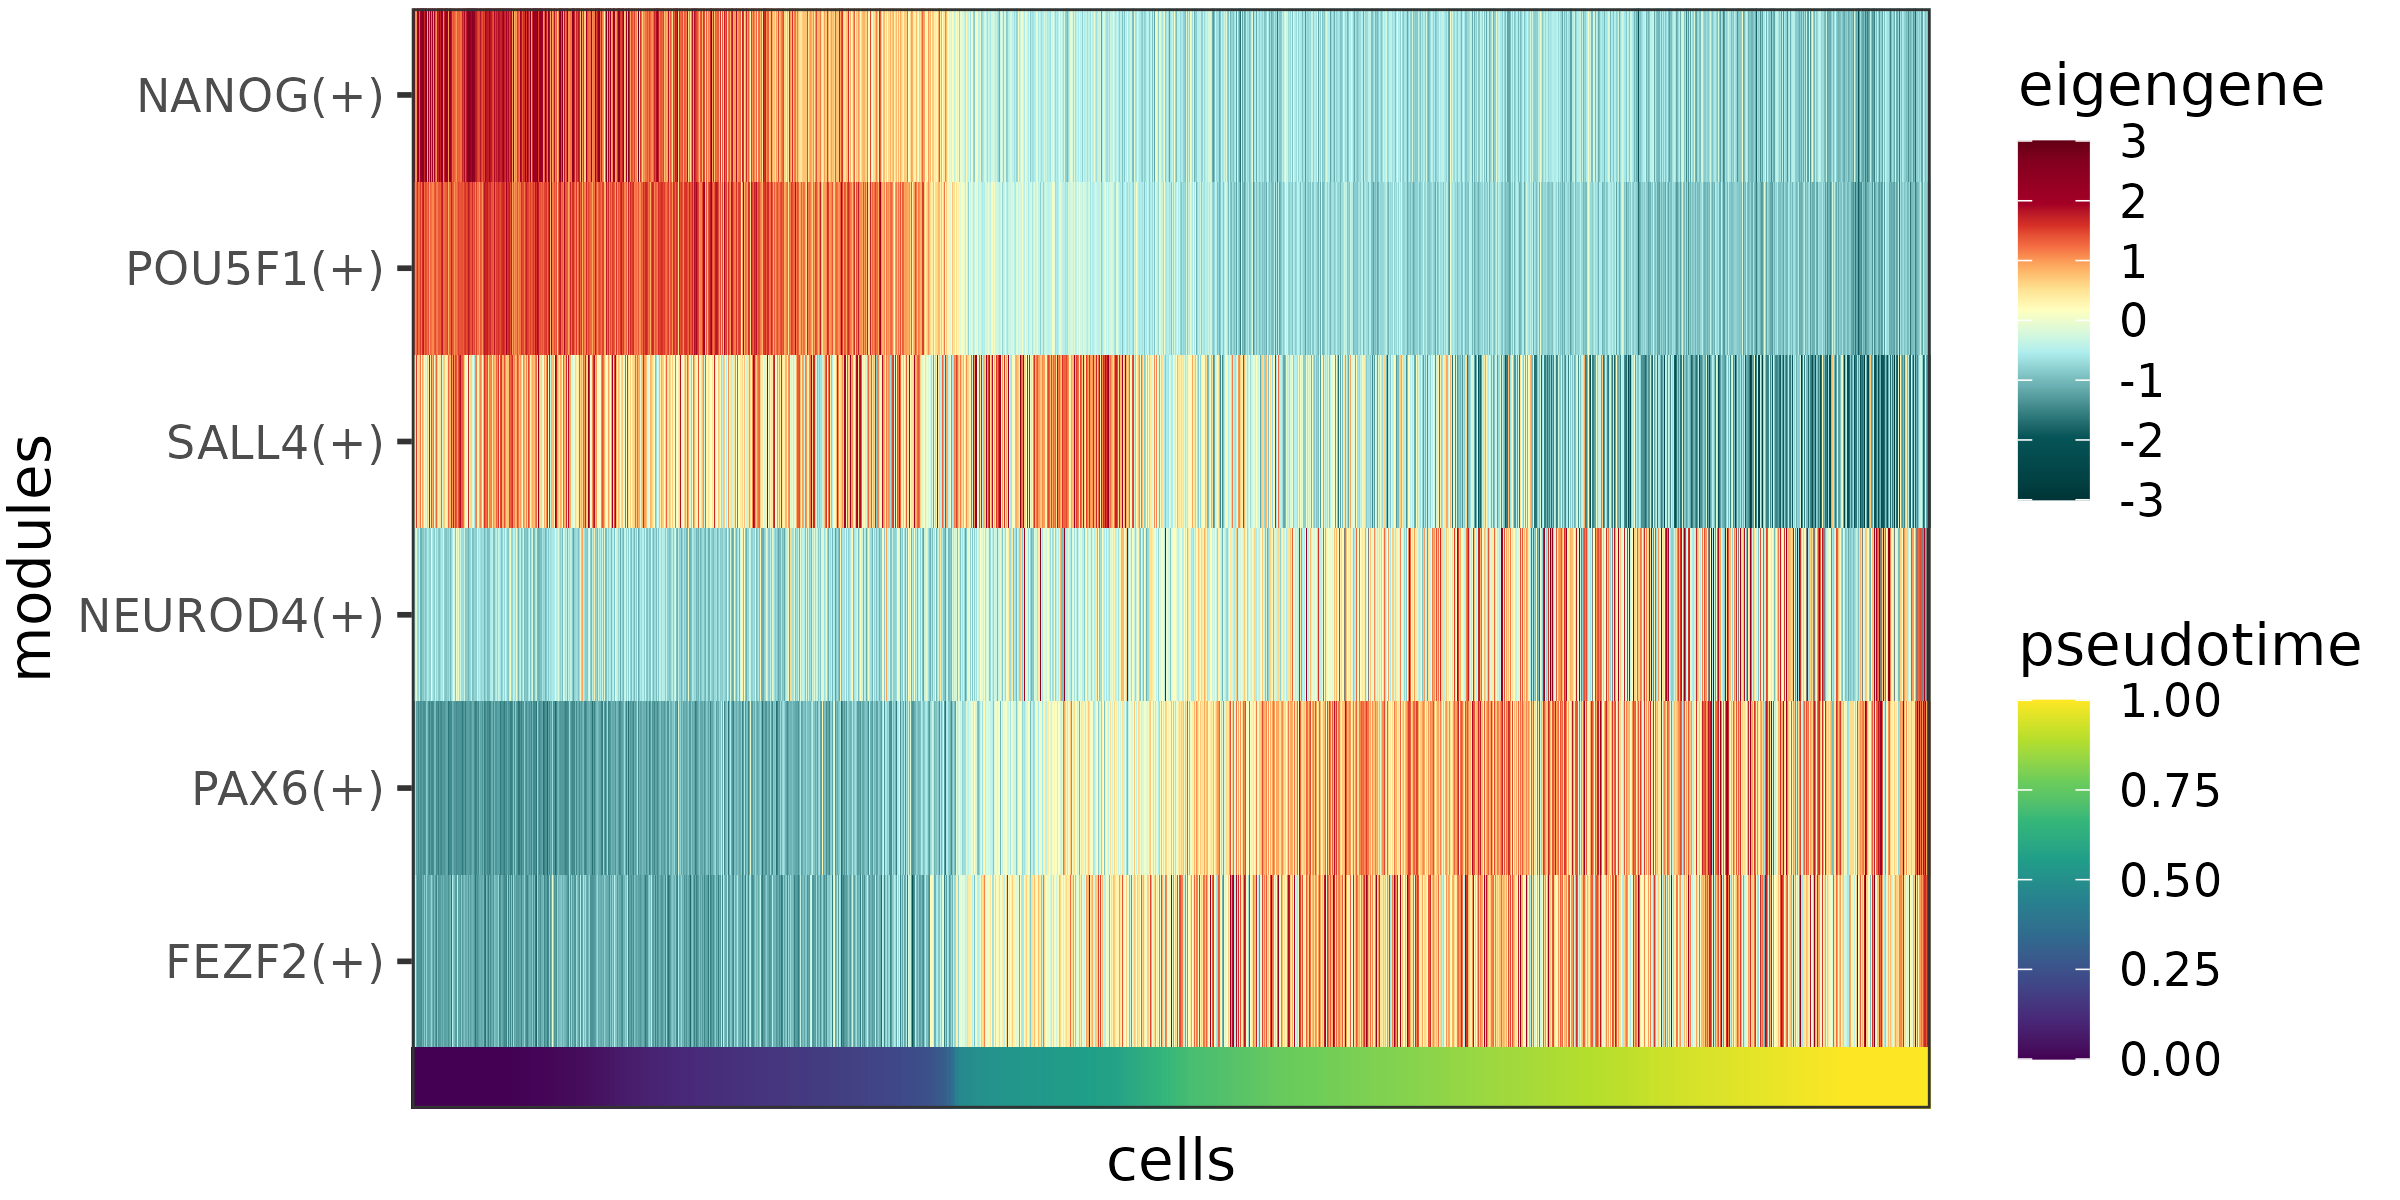 modules
NANOG(+)
POU5F1(+)
SALL4(+)
NEUROD4(+)
PAX6(+)
FEZF2(+)
cells
eigengene
3
2
1
0
-1
-2
-3
pseudotime
1.00
0.75
0.50
0.25
0.00